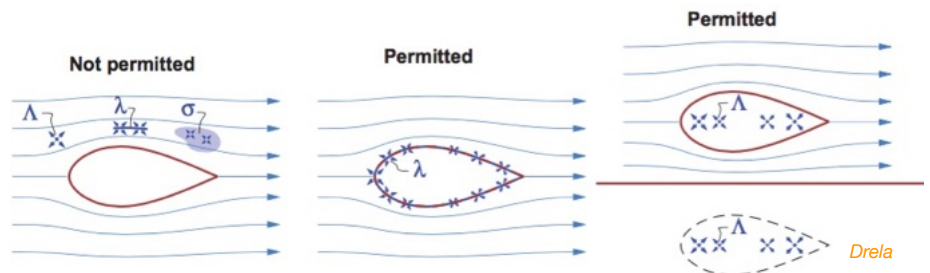 Not permitted
Λ
λ
σ
Permitted
λ
Permitted
Λ
Λ
Drela